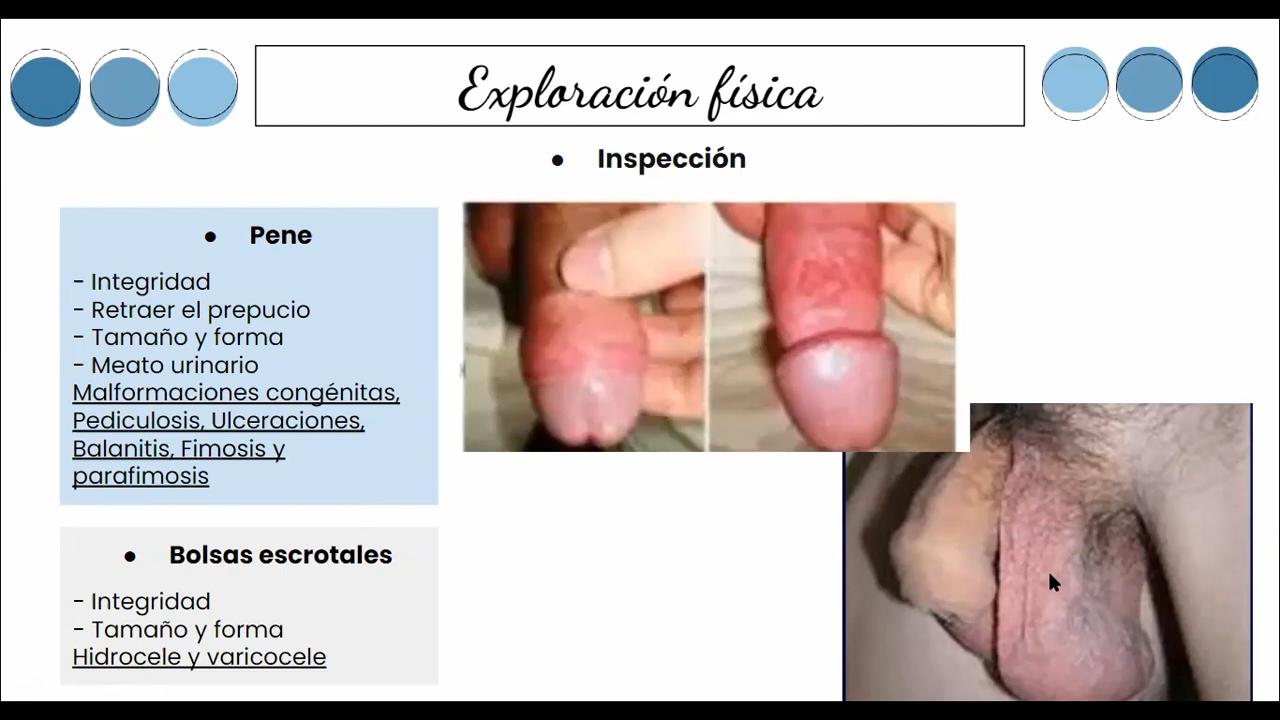 Exploración física
● Inspección
● Pene
- Integridad
- Retraer el prepucio
- Tamaño y forma
- Meato urinario
Malformaciones congénitas,
Pediculosis, Ulceraciones,
Balanitis, Fimosis y
parafimosis
● Bolsas escrotales
- Integridad
- Tamaño y forma
Hidrocele y varicocele